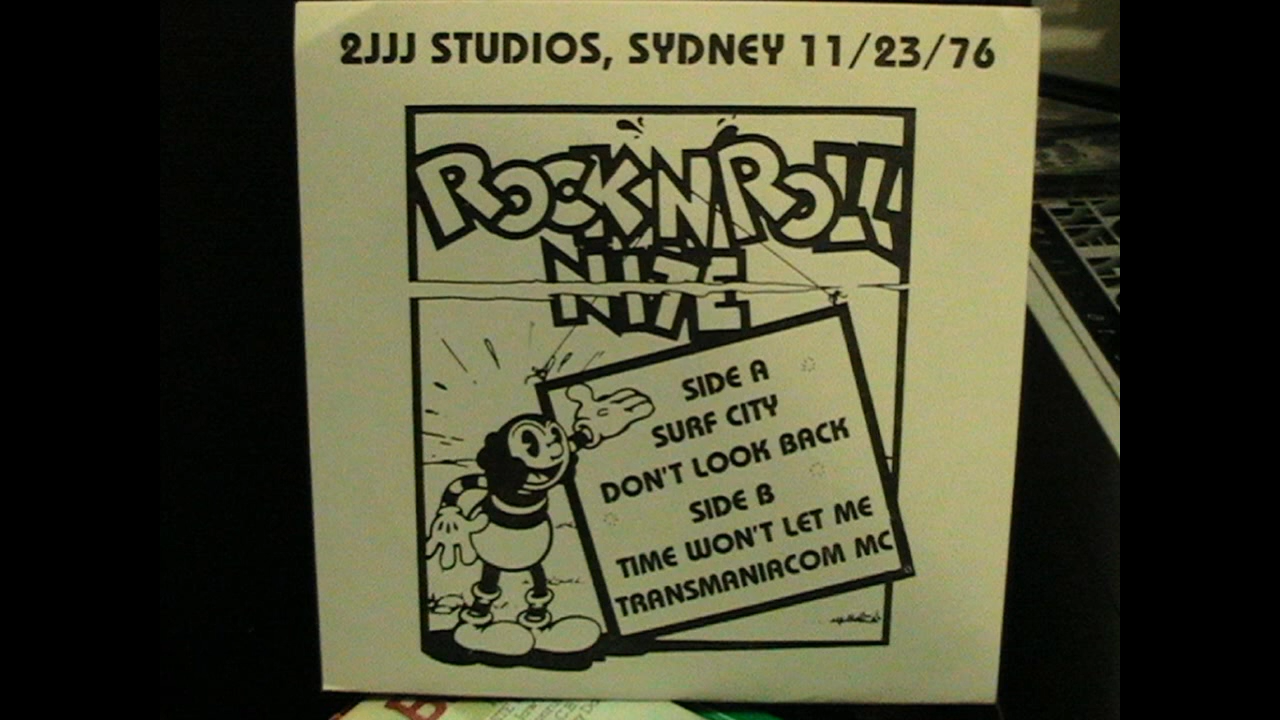 2JJJ STUDIOS, SYDNEY 11/23/76
ROCK'N'ROLL
NITE
SIDE A
SURF CITY
DON'T LOOK BACK
SIDE B
TIME WON'T LET ME
TRANSMANIACOM MC